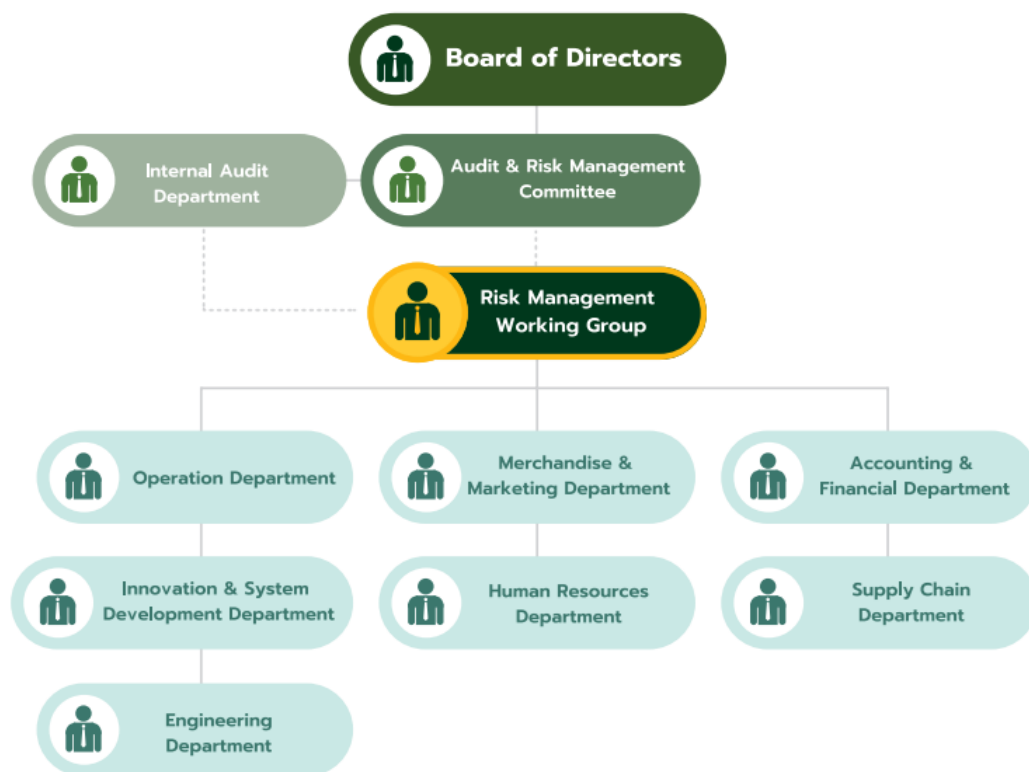 Board of Directors
Internal Audit
Department
Audit & Risk Management
Committee
Risk Management
Working Group
Operation Department
Merchandise &
Marketing Department
Accounting &
Financial Department
Innovation & System
Development Department
Human Resources
Department
Supply Chain
Department
Engineering
Department